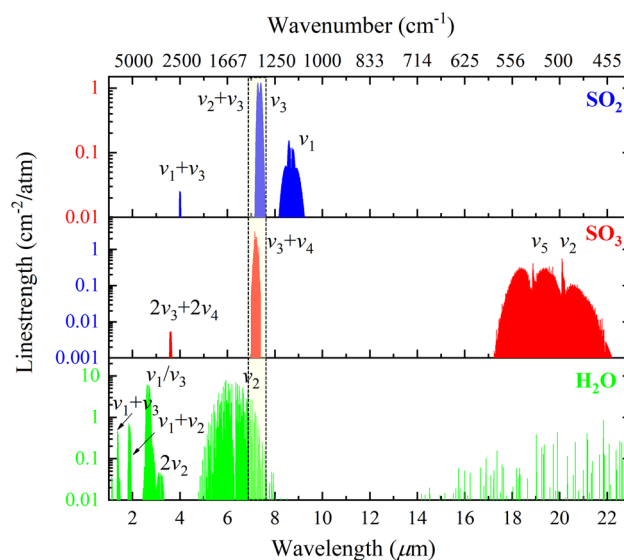 Wavenumber (cm⁻¹)
5000 2500 1667 1250 1000 833 714 625 556 500 455
1 0.1 0.01
SO₂
ν₂+ν₃ ν₃
ν₁
ν₁+ν₃
Linestrength (cm⁻²/atm)
1 0.1 0.01 0.001
SO₃
ν₃+ν₄
ν₅ ν₂
2ν₃+2ν₄
10 1 0.1 0.01
H₂O
ν₁/ν₃ ν₂
ν₁+ν₃
ν₁+ν₂
2ν₂
2 4 6 8 10 12 14 16 18 20 22
Wavelength (μm)